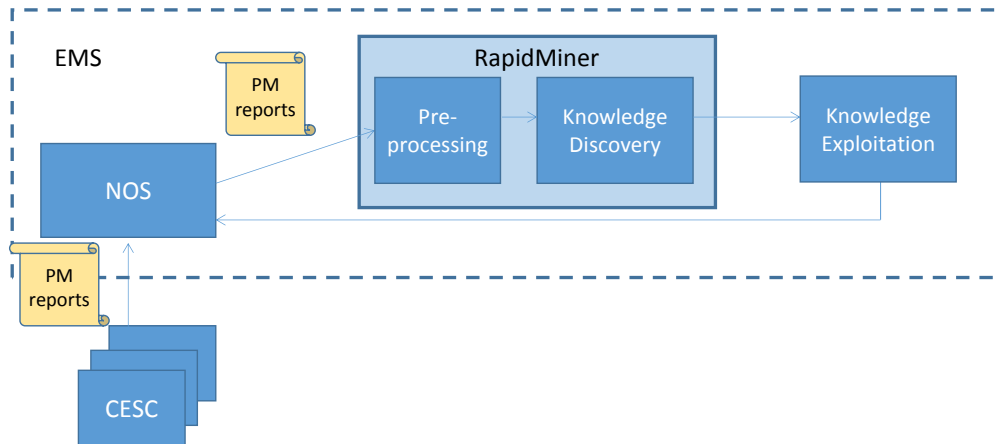 EMS
PM
reports
RapidMiner
Pre-
processing
Knowledge
Discovery
Knowledge
Exploitation
NOS
PM
reports
CESC